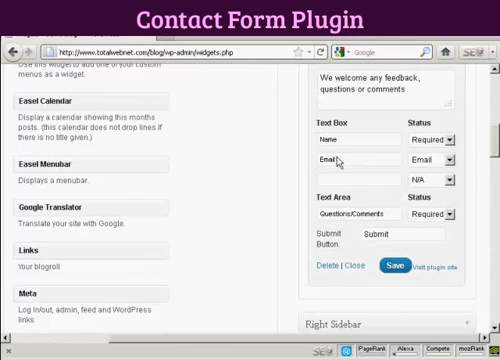 Contact Form Plugin
http://www.totalwebnet.com/blog/wp-admin/widgets.php
Google
Use this widget to add one of your custom
menus as a widget.
Easel Calendar
Display a calendar showing this months
posts. (this calendar does not drop lines if
there is no title given.)
Easel Menubar
Displays a menubar.
Google Translator
Translate your site with Google.
Links
Your blogroll
Meta
Log in/out, admin, feed and WordPress
links
We welcome any feedback,
questions or comments
Text Box Status
Name Required
Email Email
N/A
Text Area Status
Questions/Comments Required
Submit
Button: Submit
Delete | Close Save Visit plugin site
Right Sidebar
SEO PageRank Alexa Compete mozRank